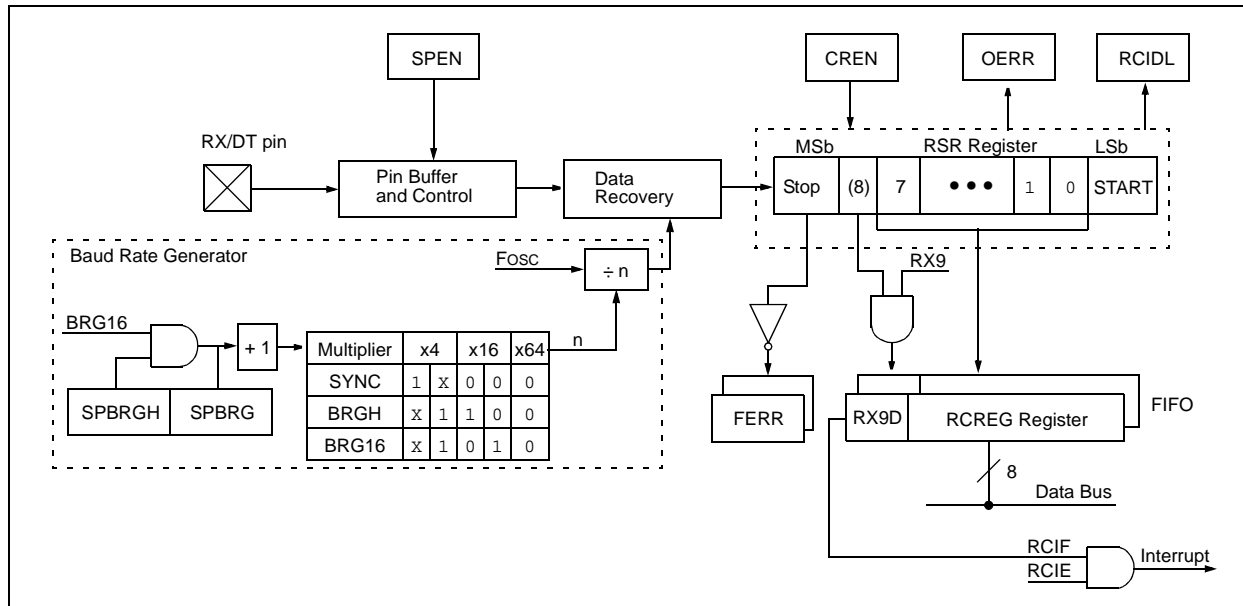 SPEN
CREN
OERR
RCIDL
RX/DT pin
Pin Buffer
and Control
Data
Recovery
MSb
RSR Register
LSb
Stop (8) 7 ••• 1 0 START
Baud Rate Generator
FOSC
÷ n
RX9
BRG16
+ 1
n
Multiplier x4 x16 x64
SYNC 1 X 0 0 0
BRGH X 1 1 0 0
BRG16 X 1 0 1 0
SPBRGH SPBRG
FERR
RX9D RCREG Register
FIFO
8
Data Bus
RCIF
RCIE
Interrupt